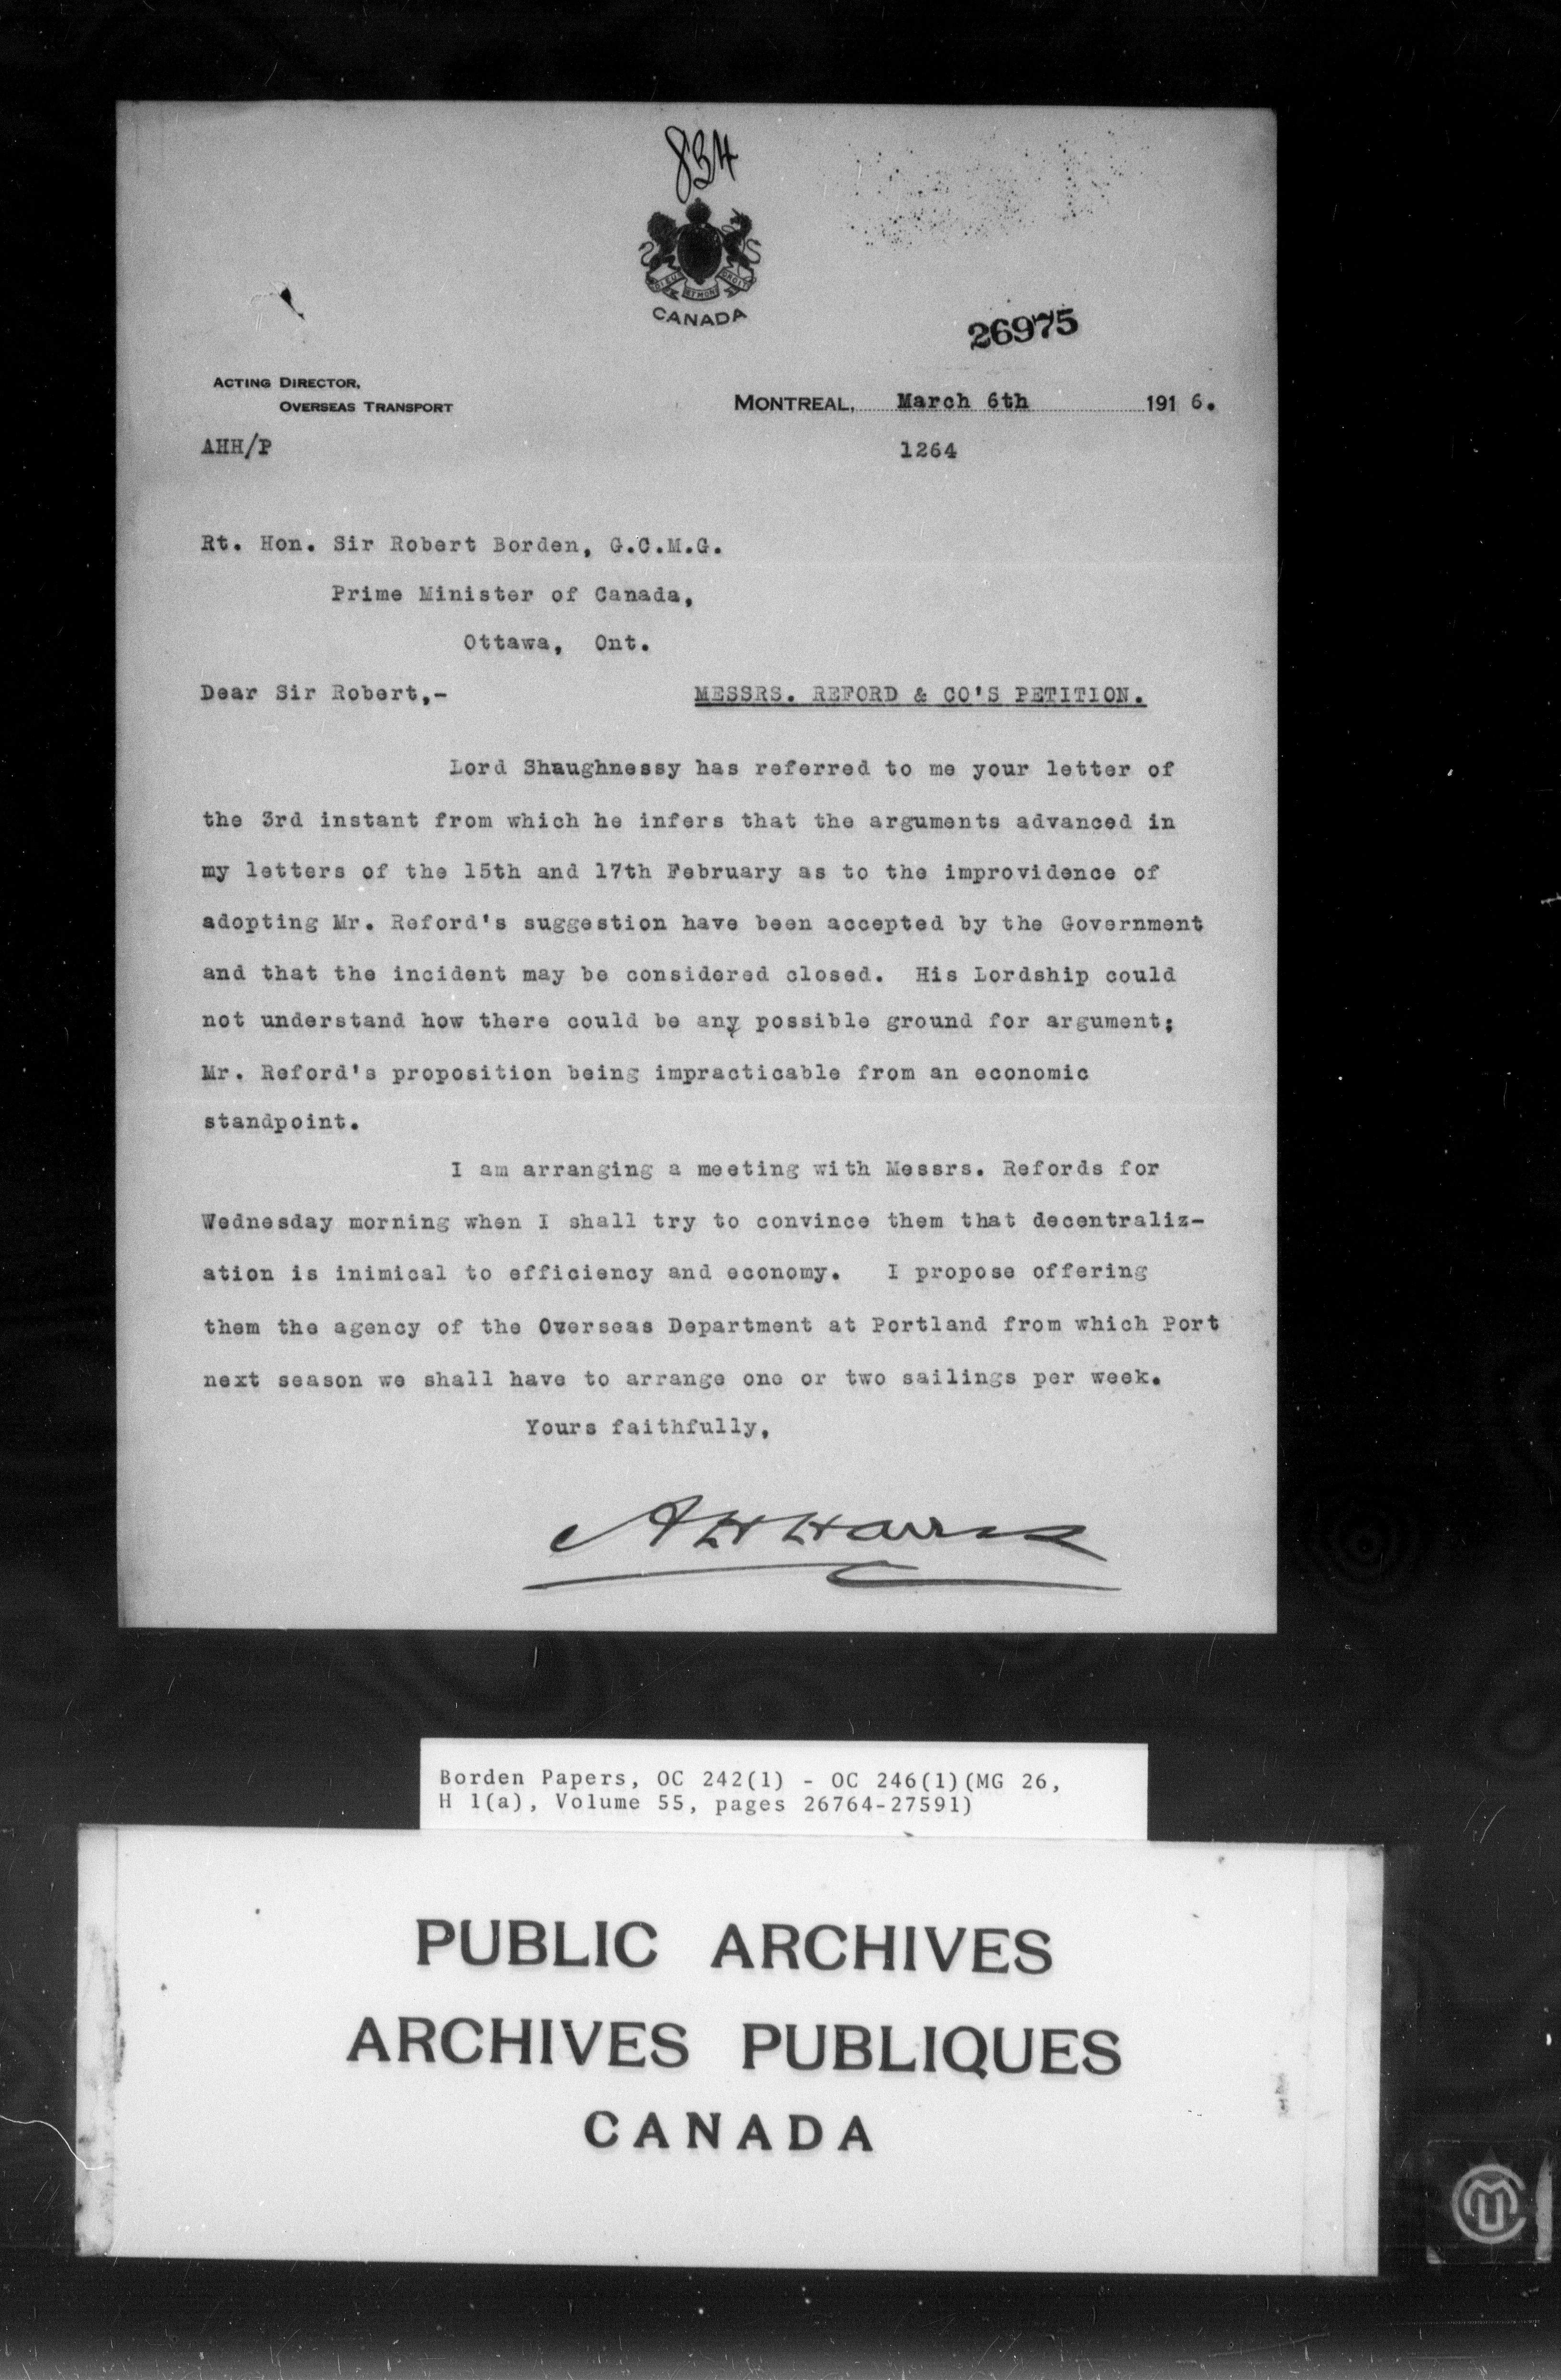 834
DIEU ET MON DROIT
CANADA
26975
ACTING DIRECTOR,
OVERSEAS TRANSPORT
MONTREAL, March 6th 1916.
AHH/P
1264
Rt. Hon. Sir Robert Borden, G.C.M.G.
Prime Minister of Canada,
Ottawa, Ont.
Dear Sir Robert,- MESSRS. REFORD & CO'S PETITION.
Lord Shaughnessy has referred to me your letter of
the 3rd instant from which he infers that the arguments advanced in
my letters of the 15th and 17th February as to the improvidence of
adopting Mr. Reford's suggestion have been accepted by the Government
and that the incident may be considered closed. His Lordship could
not understand how there could be any possible ground for argument;
Mr. Reford's proposition being impracticable from an economic
standpoint.
I am arranging a meeting with Messrs. Refords for
Wednesday morning when I shall try to convince them that decentraliz-
ation is inimical to efficiency and economy. I propose offering
them the agency of the Overseas Department at Portland from which Port
next season we shall have to arrange one or two sailings per week.
Yours faithfully,
A H Harris
Borden Papers, OC 242(1) - OC 246(1)(MG 26,
H 1(a), Volume 55, pages 26764-27591)
PUBLIC ARCHIVES
ARCHIVES PUBLIQUES
CANADA